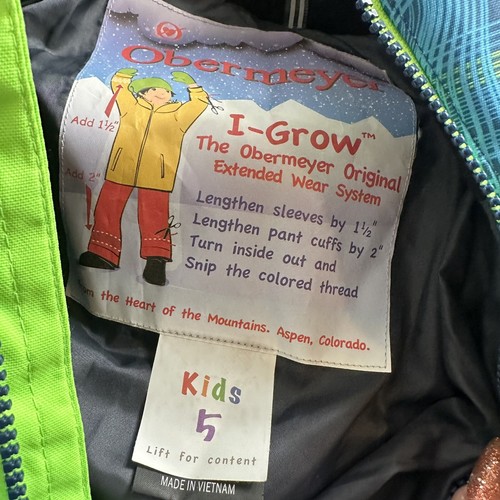 Obermeyer
Add 1½"
Add 2"
I-Grow™
The Obermeyer Original
Extended Wear System
Lengthen sleeves by 1½"
Lengthen pant cuffs by 2"
Turn inside out and
Snip the colored thread
the Heart of the Mountains. Aspen, Colorado.
Kids
5
Lift for content
MADE IN VIETNAM